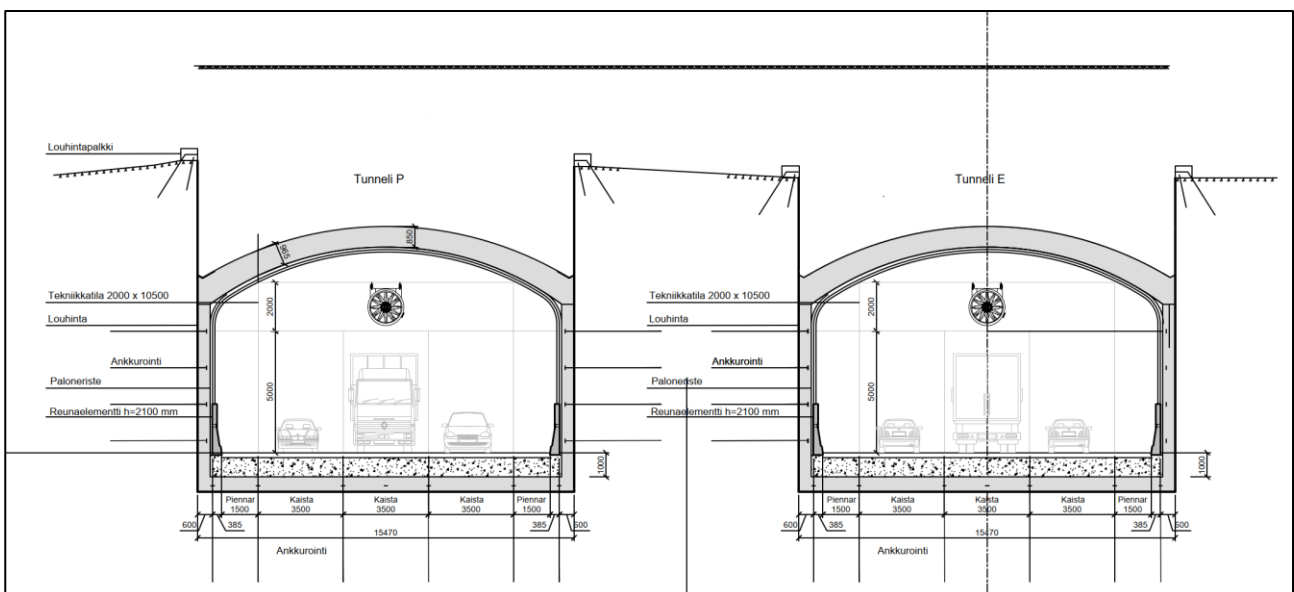 Louhintapalkki
Tunneli P
Tunneli E
850
965
Tekniikkatila 2000 x 10500
2000
Tekniikkatila 2000 x 10500
2000
Louhinta
Louhinta
Ankkurointi
Ankkurointi
5000
5000
Paloneriste
Paloneriste
Reunaelementti h=2100 mm
Reunaelementti h=2100 mm
1000
1000
Piennar Kaista Kaista Kaista Piennar
1500 3500 3500 3500 1500
Piennar Kaista Kaista Kaista Piennar
1500 3500 3500 3500 1500
600 385 385 600
600 385 385 600
15470
15470
Ankkurointi
Ankkurointi